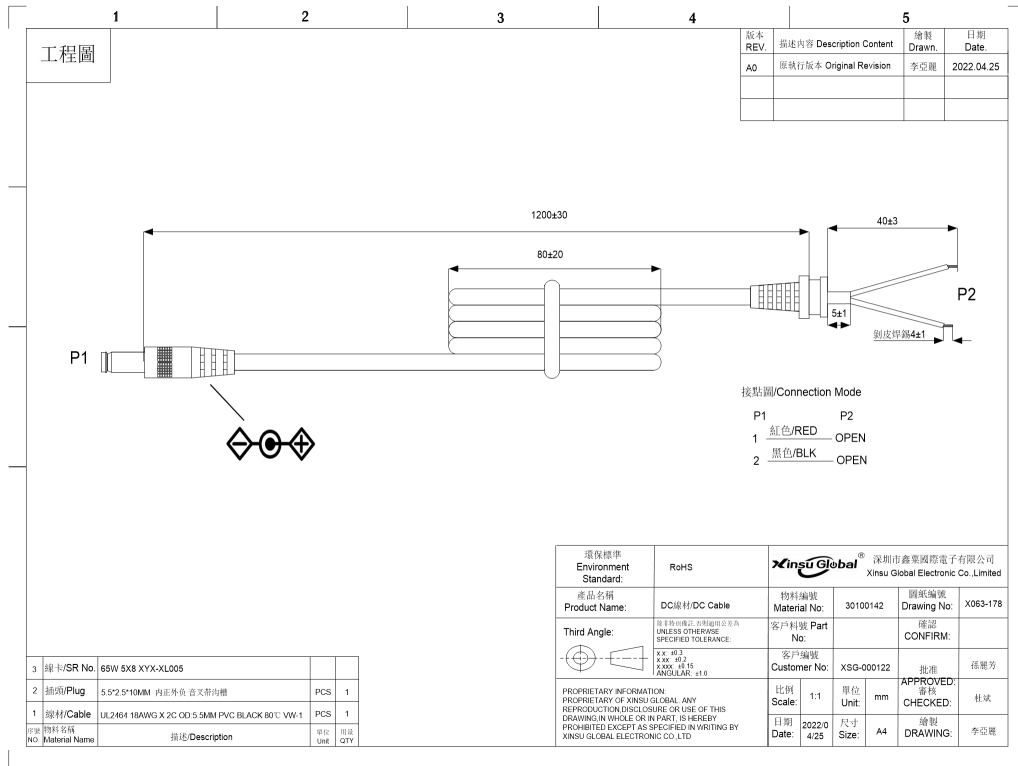 1 2 3 4 5
工程圖
版本 描述內容 Description Content 繪製 日期
REV. Drawn. Date.
A0 原執行版本 Original Revision 李亞麗 2022.04.25
1200±30
40±3
80±20
P2
5±1
剝皮焊錫4±1
P1
接點圖/Connection Mode
P1 P2
1 紅色/RED OPEN
2 黑色/BLK OPEN
環保標準
Environment
Standard:
RoHS
Xinsu Global®
深圳市鑫粟國際電子有限公司
Xinsu Global Electronic Co.,Limited
產品名稱
Product Name:
DC線材/DC Cable
物料編號
Material No:
30100142
圖紙編號
Drawing No:
X063-178
Third Angle:
除非特別備註,否則適用公差為
UNLESS OTHERWSE
SPECIFIED TOLERANCE:
客戶料號 Part
No:
確認
CONFIRM:
X.X: ±0.3
X.XX: ±0.2
X.XXX: ±0.15
ANGULAR: ±1.0
客戶編號
Customer No:
XSG-000122
批准
APPROVED:
孫麗芳
PROPRIETARY INFORMATION:
PROPRIETARY OF XINSU GLOBAL. ANY
REPRODUCTION,DISCLOSURE OR USE OF THIS
DRAWING,IN WHOLE OR IN PART, IS HEREBY
PROHIBITED EXCEPT AS SPECIFIED IN WRITING BY
XINSU GLOBAL ELECTRONIC CO.,LTD
比例
Scale:
1:1
單位
Unit:
mm
審核
CHECKED:
杜斌
日期
Date:
2022/0
4/25
尺寸
Size:
A4
繪製
DRAWING:
李亞麗
3 線卡/SR No. 65W 5X8 XYX-XL005
2 插頭/Plug 5.5*2.5*10MM 内正外负 音叉带沟槽 PCS 1
1 線材/Cable UL2464 18AWG X 2C OD:5.5MM PVC BLACK 80℃ VW-1 PCS 1
序號 物料名稱 描述/Description 單位 用量
NO. Material Name Unit QTY